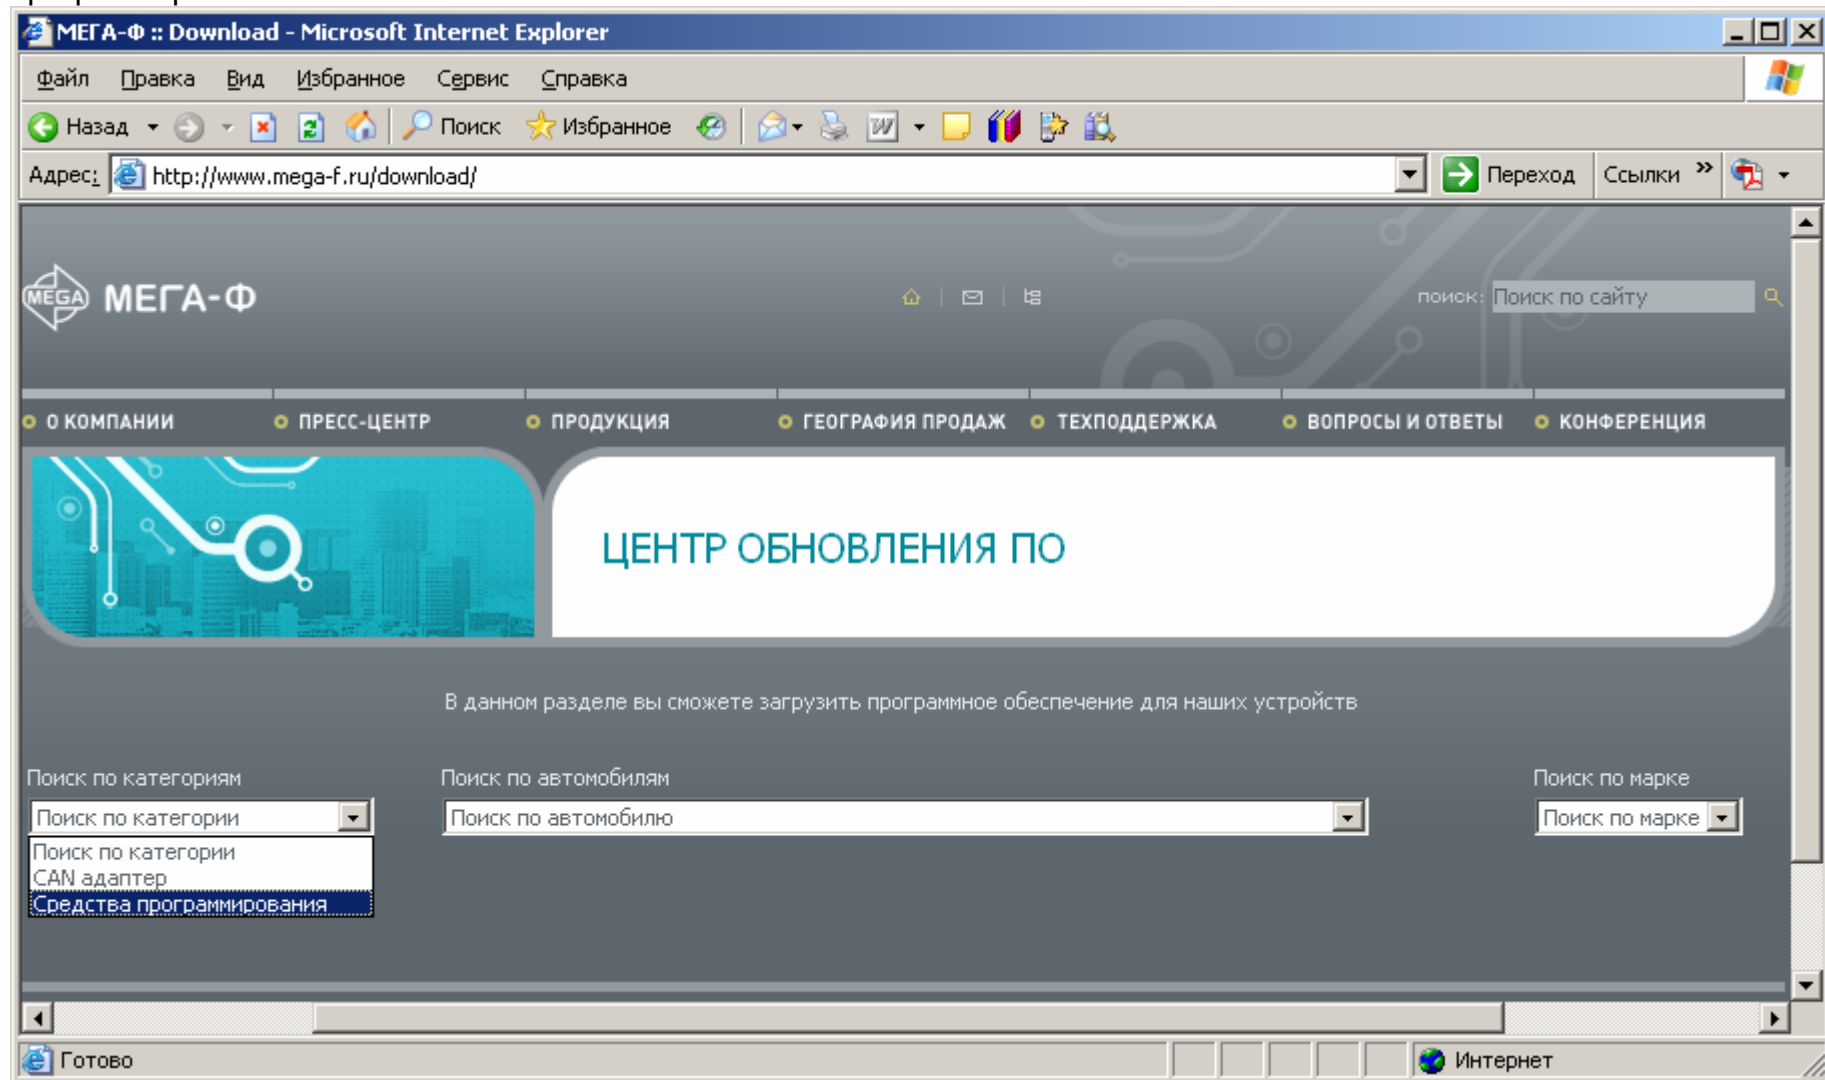 МЕГА-Ф :: Download - Microsoft Internet Explorer
Файл Правка Вид Избранное Сервис Справка
Назад Поиск Избранное
Адрес: http://www.mega-f.ru/download/ Переход Ссылки »
MEGA МЕГА-Ф поиск: Поиск по сайту
О КОМПАНИИ ПРЕСС-ЦЕНТР ПРОДУКЦИЯ ГЕОГРАФИЯ ПРОДАЖ ТЕХПОДДЕРЖКА ВОПРОСЫ И ОТВЕТЫ КОНФЕРЕНЦИЯ
ЦЕНТР ОБНОВЛЕНИЯ ПО
В данном разделе вы сможете загрузить программное обеспечение для наших устройств
Поиск по категориям Поиск по автомобилям Поиск по марке
Поиск по категории Поиск по автомобилю Поиск по марке
Поиск по категории
CAN адаптер
Средства программирования
Готово Интернет